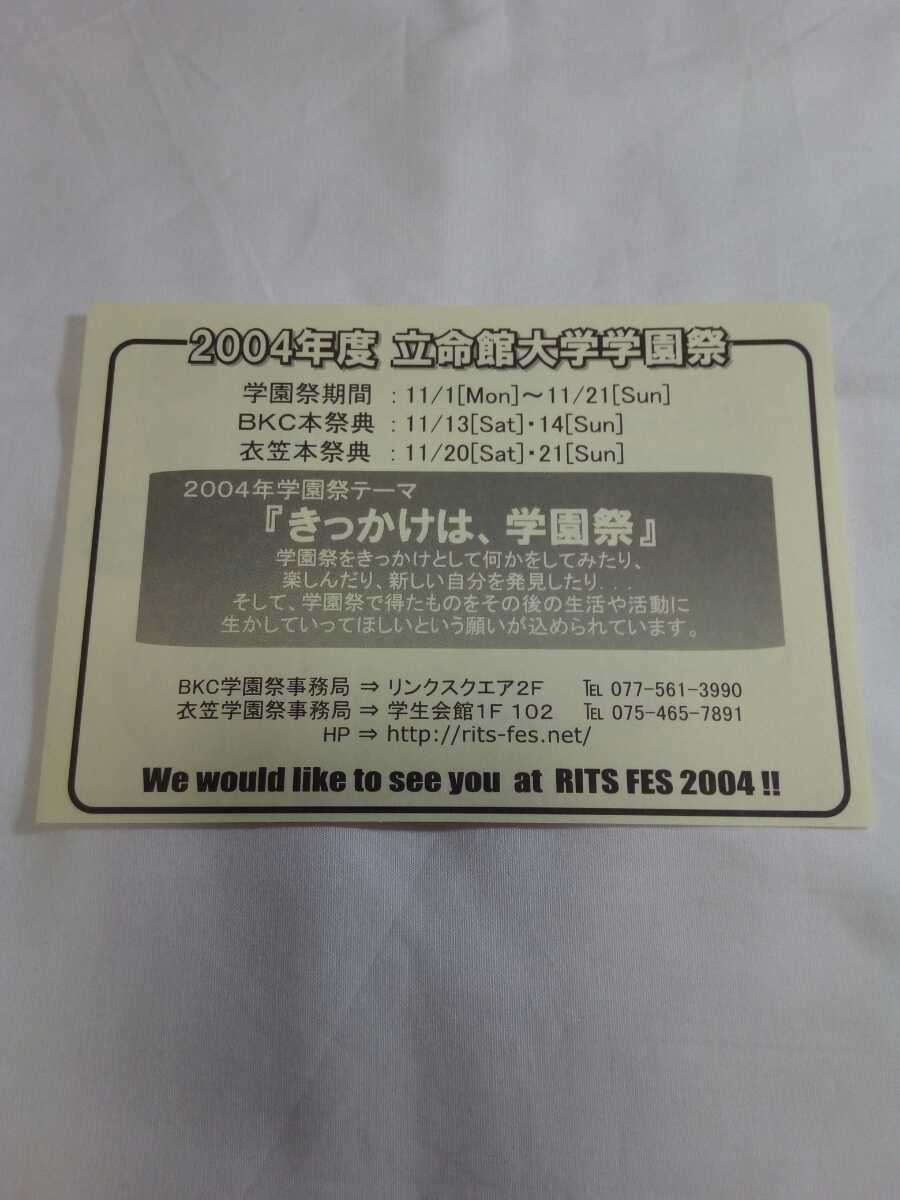 2004年度 立命館大学学園祭
学園祭期間 : 11/1[Mon]～11/21[Sun]
BKC本祭典 : 11/13[Sat]・14[Sun]
衣笠本祭典 : 11/20[Sat]・21[Sun]
2004年学園祭テーマ
『きっかけは、学園祭』
学園祭をきっかけとして何かをしてみたり、
楽しんだり、新しい自分を発見したり...
そして、学園祭で得たものをその後の生活や活動に
生かしていってほしいという願いが込められています。
BKC学園祭事務局 ⇒ リンクスクエア2F ℡ 077-561-3990
衣笠学園祭事務局 ⇒ 学生会館1F 102 ℡ 075-465-7891
HP ⇒ http://rits-fes.net/
We would like to see you at RITS FES 2004 !!